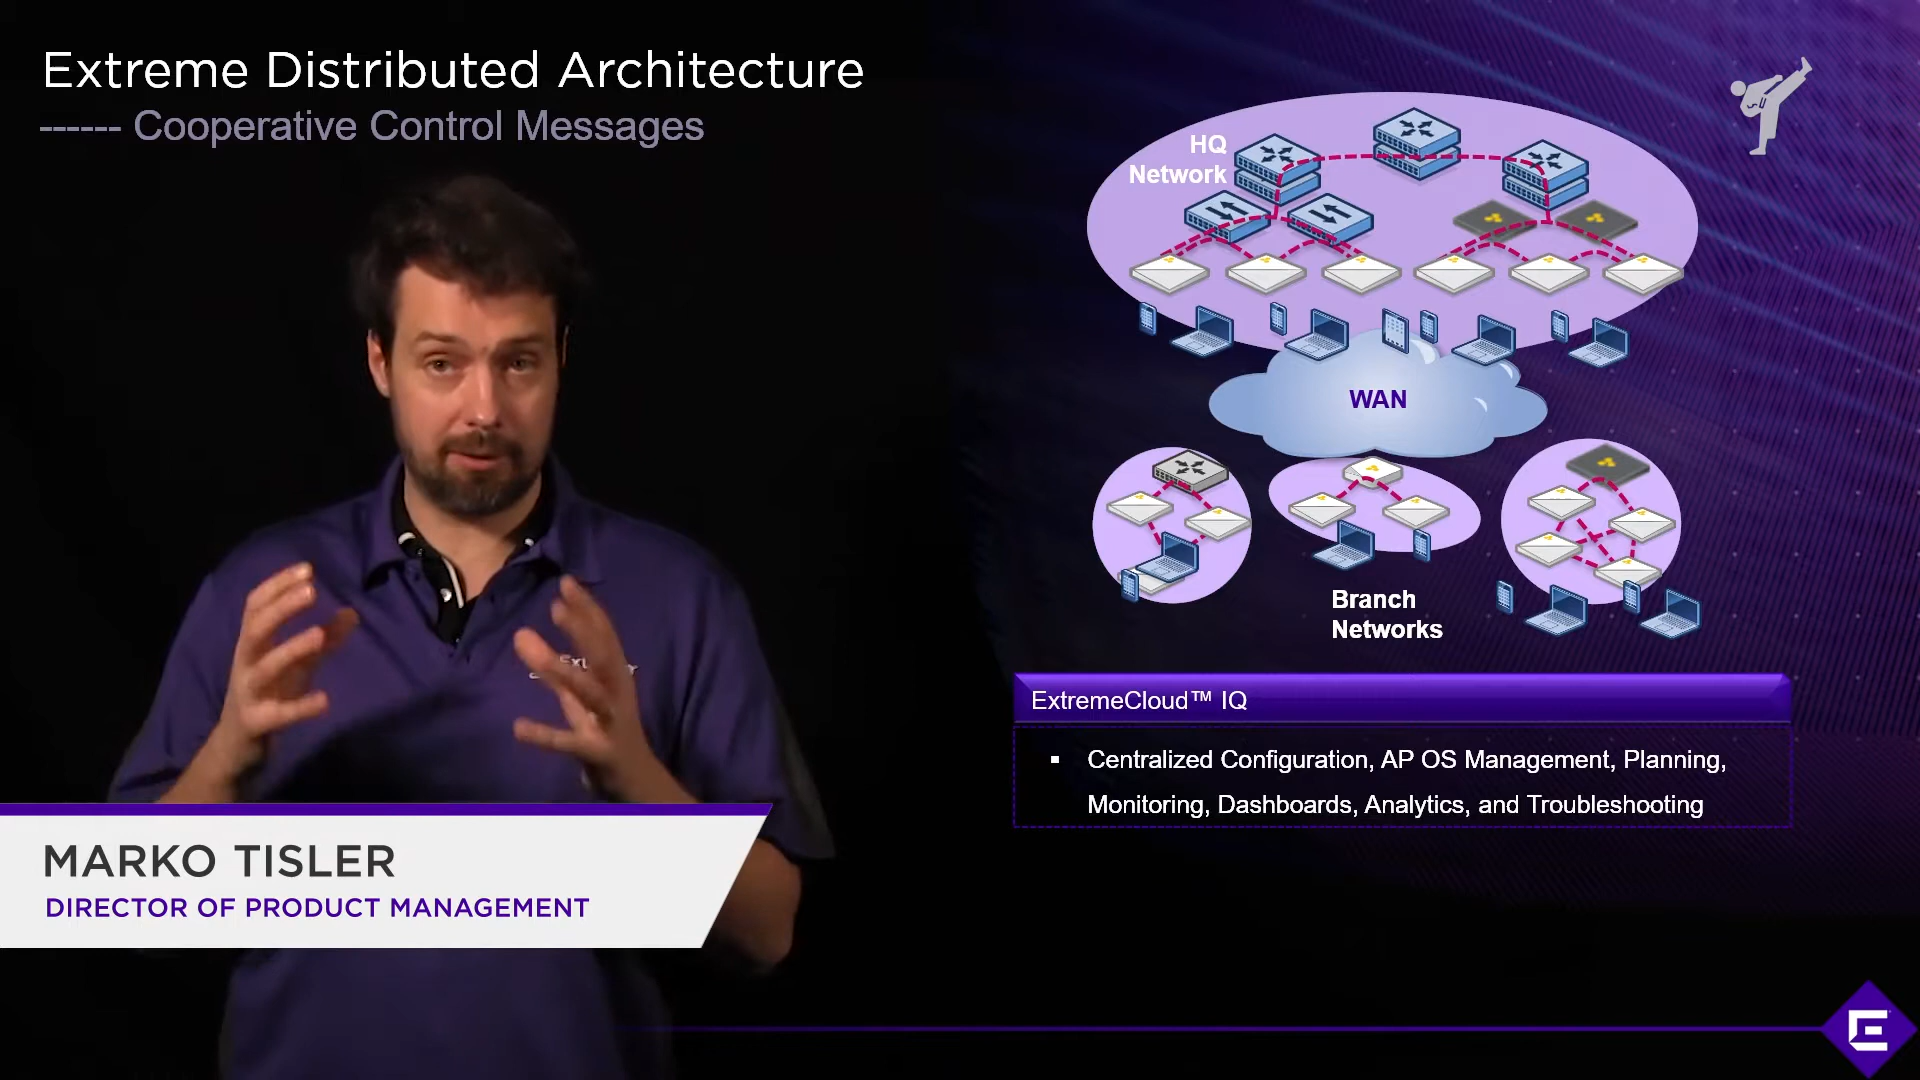 Extreme Distributed Architecture
------ Cooperative Control Messages
HQ
Network
WAN
Branch
Networks
ExtremeCloud™ IQ
▪ Centralized Configuration, AP OS Management, Planning,
Monitoring, Dashboards, Analytics, and Troubleshooting
MARKO TISLER
DIRECTOR OF PRODUCT MANAGEMENT